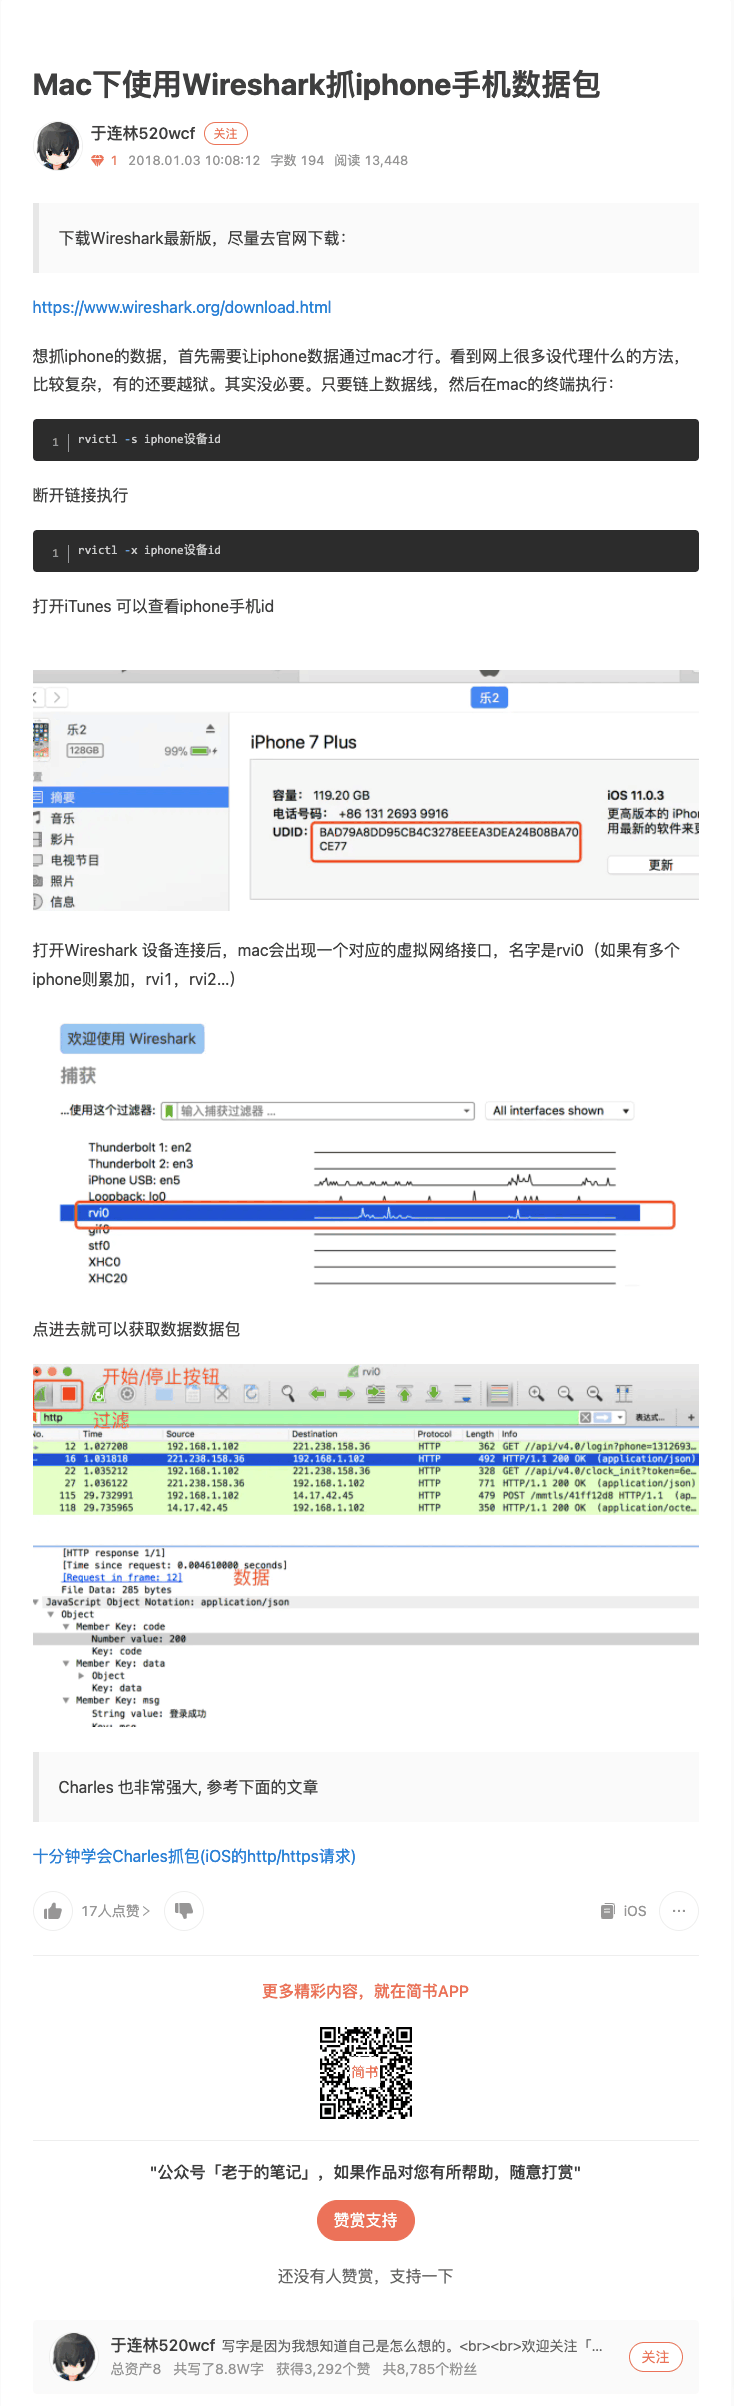 Mac下使用Wireshark抓iphone手机数据包
于连林520wcf 关注
1 2018.01.03 10:08:12 字数 194 阅读 13,448
下载Wireshark最新版，尽量去官网下载：
https://www.wireshark.org/download.html
想抓iphone的数据，首先需要让iphone数据通过mac才行。看到网上很多设代理什么的方法，
比较复杂，有的还要越狱。其实没必要。只要链上数据线，然后在mac的终端执行：
1 rvictl -s iphone设备id
断开链接执行
1 rvictl -x iphone设备id
打开iTunes 可以查看iphone手机id
乐2
乐2
128GB 99%
iPhone 7 Plus
摘要
音乐
影片
电视节目
照片
信息
容量： 119.20 GB
电话号码： +86 131 2693 9916
UDID： BAD79A8DD95CB4C3278EEEA3DEA24B08BA70
CE77
iOS 11.0.3
更高版本的 iPhon
用最新的软件来更
更新
打开Wireshark 设备连接后，mac会出现一个对应的虚拟网络接口，名字是rvi0（如果有多个
iphone则累加，rvi1，rvi2...）
欢迎使用 Wireshark
捕获
...使用这个过滤器: 输入捕获过滤器 ... All interfaces shown
Thunderbolt 1: en2
Thunderbolt 2: en3
iPhone USB: en5
Loopback: lo0
rvi0
gif0
stf0
XHC0
XHC20
点进去就可以获取数据数据包
开始/停止按钮 rvi0
http 过滤 表达式... +
No. Time Source Destination Protocol Length Info
12 1.027208 192.168.1.102 221.238.158.36 HTTP 362 GET //api/v4.0/login?phone=1312693...
16 1.031818 221.238.158.36 192.168.1.102 HTTP 492 HTTP/1.1 200 OK (application/json)
22 1.035212 192.168.1.102 221.238.158.36 HTTP 328 GET //api/v4.0/clock_init?token=6e...
27 1.036122 221.238.158.36 192.168.1.102 HTTP 771 HTTP/1.1 200 OK (application/json)
115 29.732991 192.168.1.102 14.17.42.45 HTTP 479 POST /mmtls/41ff12d8 HTTP/1.1 (ap...
118 29.735965 14.17.42.45 192.168.1.102 HTTP 350 HTTP/1.1 200 OK (application/octe...
[HTTP response 1/1]
[Time since request: 0.004610000 seconds]
[Request in frame: 12] 数据
File Data: 285 bytes
JavaScript Object Notation: application/json
Object
Member Key: code
Number value: 200
Key: code
Member Key: data
Object
Key: data
Member Key: msg
String value: 登录成功
Key: msg
Charles 也非常强大, 参考下面的文章
十分钟学会Charles抓包(iOS的http/https请求)
17人点赞 > iOS ...
更多精彩内容，就在简书APP
简书
"公众号「老于的笔记」，如果作品对您有所帮助，随意打赏"
赞赏支持
还没有人赞赏，支持一下
于连林520wcf 写字是因为我想知道自己是怎么想的。<br><br>欢迎关注「...
总资产8 共写了8.8W字 获得3,292个赞 共8,785个粉丝
关注